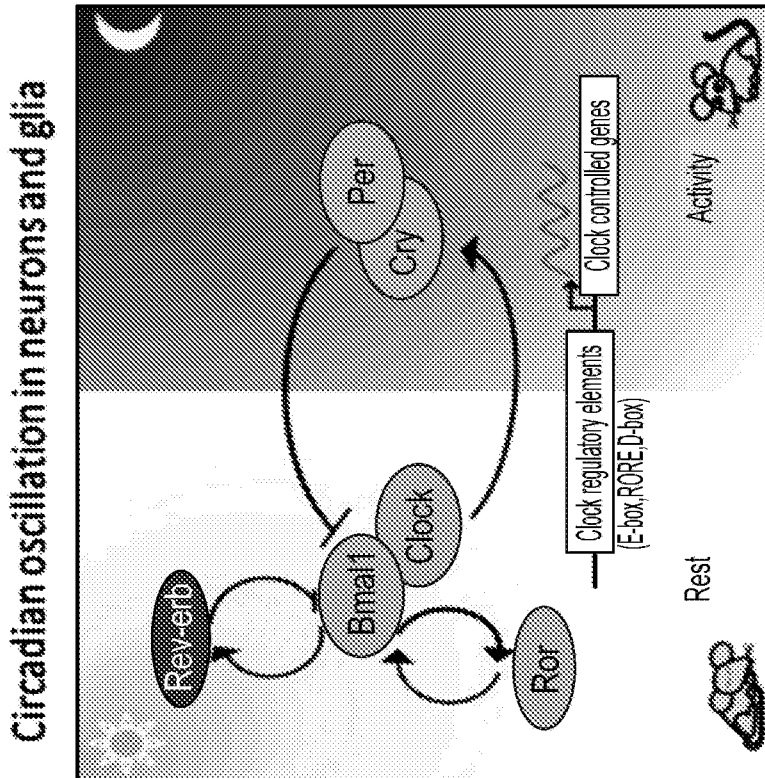 Circadian oscillation in neurons and glia
Rev-erb
Bmal1
Clock
Ror
Per
Cry
Clock regulatory elements
(E-box,RORE,D-box)
Clock controlled genes
Rest
Activity